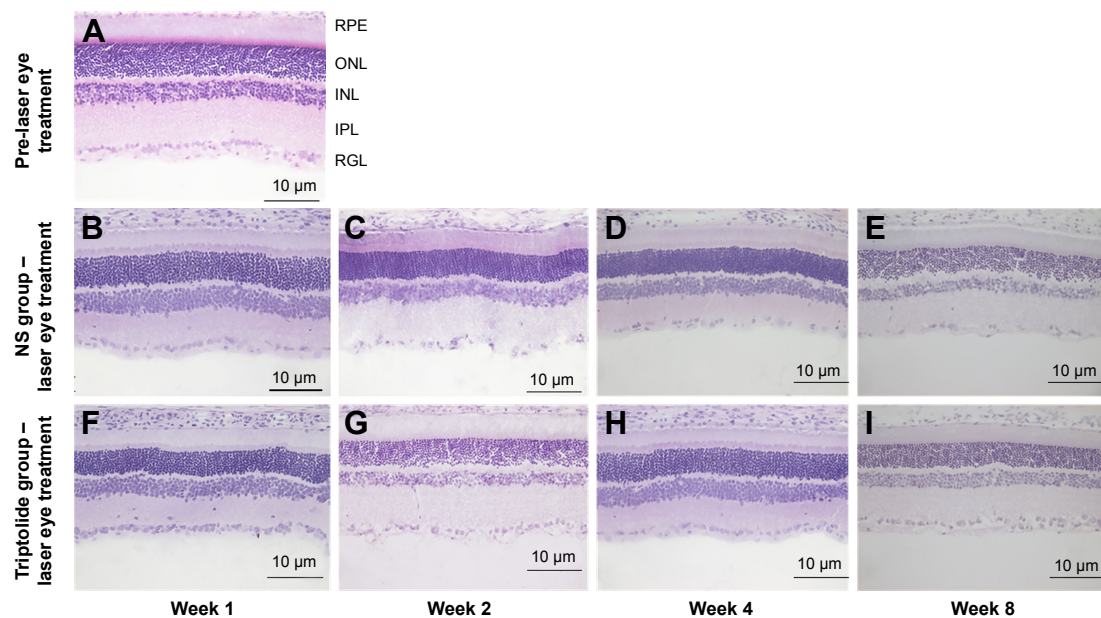 Pre-laser eye
treatment
A
RPE
ONL
INL
IPL
RGL
10 µm
NS group –
laser eye treatment
B
10 µm
C
10 µm
D
10 µm
E
10 µm
Triptolide group –
laser eye treatment
F
10 µm
G
10 µm
H
10 µm
I
10 µm
Week 1
Week 2
Week 4
Week 8